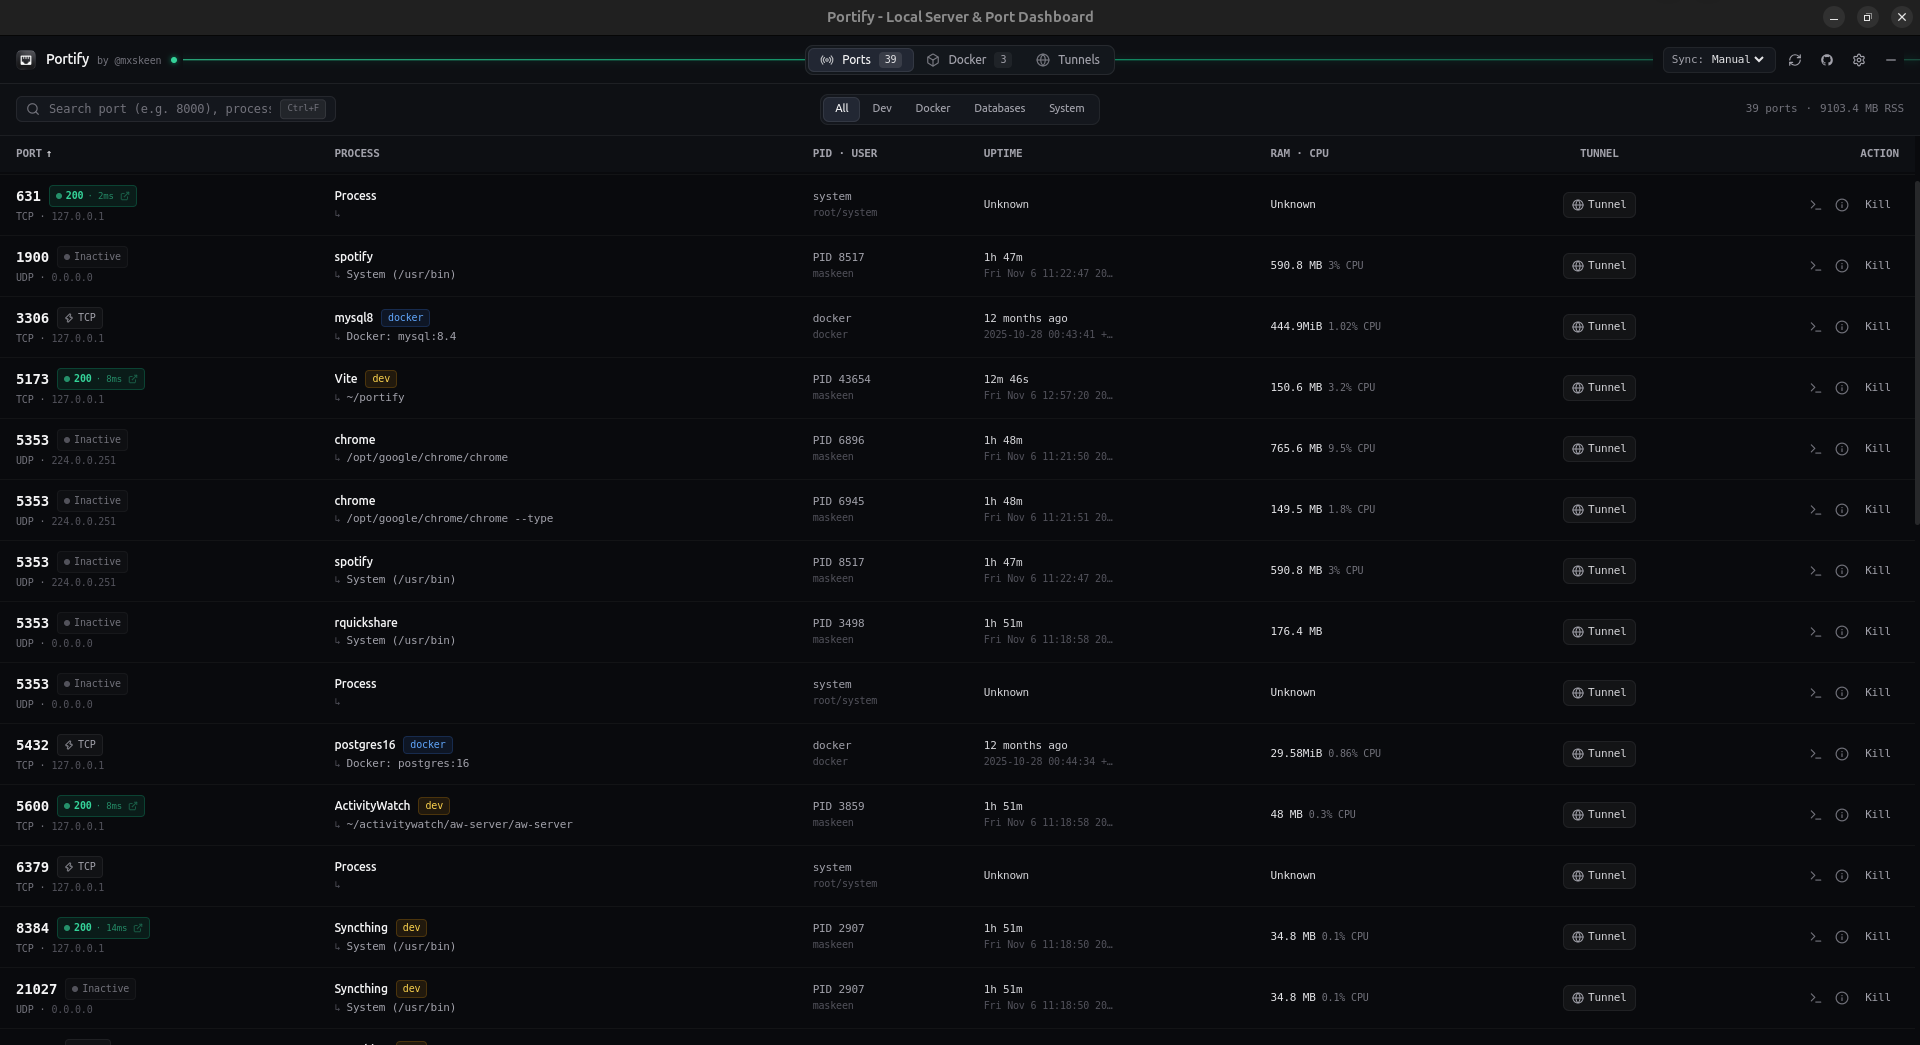 Portify - Local Server & Port Dashboard
Portify by @mxskeen
Ports 39 Docker 3 Tunnels
Sync: Manual
Search port (e.g. 8000), process Ctrl+F
All Dev Docker Databases System
39 ports · 9103.4 MB RSS
PORT ↑ PROCESS PID · USER UPTIME RAM · CPU TUNNEL ACTION
631 200 · 2ms Process system Unknown Unknown Tunnel Kill
TCP · 127.0.0.1 ↳ root/system
1900 Inactive spotify PID 8517 1h 47m 590.8 MB 3% CPU Tunnel Kill
UDP · 0.0.0.0 ↳ System (/usr/bin) maskeen Fri Nov 6 11:22:47 20…
3306 TCP mysql8 docker docker 12 months ago 444.9MiB 1.02% CPU Tunnel Kill
TCP · 127.0.0.1 ↳ Docker: mysql:8.4 docker 2025-10-28 00:43:41 +…
5173 200 · 8ms Vite dev PID 43654 12m 46s 150.6 MB 3.2% CPU Tunnel Kill
TCP · 127.0.0.1 ↳ ~/portify maskeen Fri Nov 6 12:57:20 20…
5353 Inactive chrome PID 6896 1h 48m 765.6 MB 9.5% CPU Tunnel Kill
UDP · 224.0.0.251 ↳ /opt/google/chrome/chrome maskeen Fri Nov 6 11:21:50 20…
5353 Inactive chrome PID 6945 1h 48m 149.5 MB 1.8% CPU Tunnel Kill
UDP · 224.0.0.251 ↳ /opt/google/chrome/chrome --type maskeen Fri Nov 6 11:21:51 20…
5353 Inactive spotify PID 8517 1h 47m 590.8 MB 3% CPU Tunnel Kill
UDP · 224.0.0.251 ↳ System (/usr/bin) maskeen Fri Nov 6 11:22:47 20…
5353 Inactive rquickshare PID 3498 1h 51m 176.4 MB Tunnel Kill
UDP · 0.0.0.0 ↳ System (/usr/bin) maskeen Fri Nov 6 11:18:58 20…
5353 Inactive Process system Unknown Unknown Tunnel Kill
UDP · 0.0.0.0 ↳ root/system
5432 TCP postgres16 docker docker 12 months ago 29.58MiB 0.86% CPU Tunnel Kill
TCP · 127.0.0.1 ↳ Docker: postgres:16 docker 2025-10-28 00:44:34 +…
5600 200 · 8ms ActivityWatch dev PID 3859 1h 51m 48 MB 0.3% CPU Tunnel Kill
TCP · 127.0.0.1 ↳ ~/activitywatch/aw-server/aw-server maskeen Fri Nov 6 11:18:58 20…
6379 TCP Process system Unknown Unknown Tunnel Kill
TCP · 127.0.0.1 ↳ root/system
8384 200 · 14ms Syncthing dev PID 2907 1h 51m 34.8 MB 0.1% CPU Tunnel Kill
TCP · 127.0.0.1 ↳ System (/usr/bin) maskeen Fri Nov 6 11:18:50 20…
21027 Inactive Syncthing dev PID 2907 1h 51m 34.8 MB 0.1% CPU Tunnel Kill
UDP · 0.0.0.0 ↳ System (/usr/bin) maskeen Fri Nov 6 11:18:50 20…